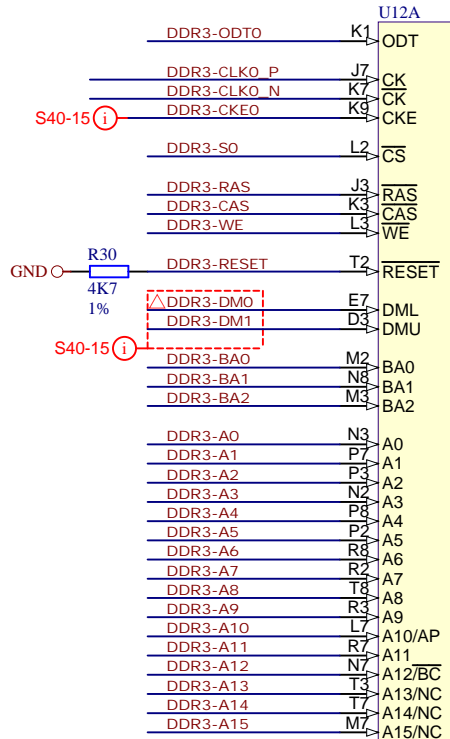 U12A
DDR3-ODT0 K1 ODT
DDR3-CLK0_P J7 CK
DDR3-CLK0_N K7 CK
S40-15 i DDR3-CKE0 K9 CKE
DDR3-S0 L2 CS
DDR3-RAS J3 RAS
DDR3-CAS K3 CAS
DDR3-WE L3 WE
R30
GND DDR3-RESET T2 RESET
4K7
1%
DDR3-DM0 E7 DML
DDR3-DM1 D3 DMU
S40-15 i
DDR3-BA0 M2 BA0
DDR3-BA1 N8 BA1
DDR3-BA2 M3 BA2
DDR3-A0 N3 A0
DDR3-A1 P7 A1
DDR3-A2 P3 A2
DDR3-A3 N2 A3
DDR3-A4 P8 A4
DDR3-A5 P2 A5
DDR3-A6 R8 A6
DDR3-A7 R2 A7
DDR3-A8 T8 A8
DDR3-A9 R3 A9
DDR3-A10 L7 A10/AP
DDR3-A11 R7 A11
DDR3-A12 N7 A12/BC
DDR3-A13 T3 A13/NC
DDR3-A14 T7 A14/NC
DDR3-A15 M7 A15/NC